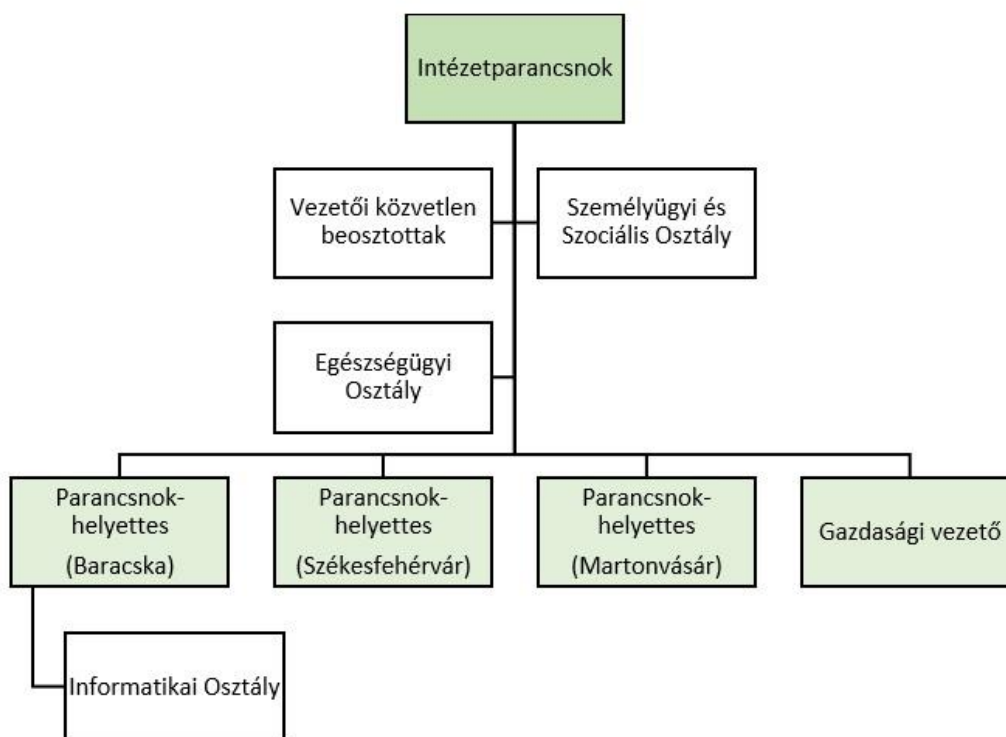 Intézetparancsnok
Vezetői közvetlen
beosztottak
Személyügyi és
Szociális Osztály
Egészségügyi
Osztály
Parancsnok-
helyettes
(Baracska)
Parancsnok-
helyettes
(Székesfehérvár)
Parancsnok-
helyettes
(Martonvásár)
Gazdasági vezető
Informatikai Osztály